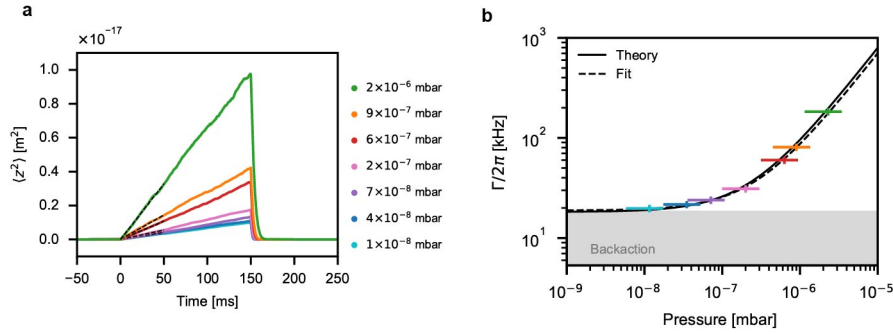 a
×10⁻¹⁷
1.0
0.8
0.6
0.4
0.2
0.0
⟨z²⟩ [m²]
−50 0 50 100 150 200 250
Time [ms]
2×10⁻⁶ mbar
9×10⁻⁷ mbar
6×10⁻⁷ mbar
2×10⁻⁷ mbar
7×10⁻⁸ mbar
4×10⁻⁸ mbar
1×10⁻⁸ mbar
b
10³
10²
10¹
Γ/2π [kHz]
Theory
Fit
Backaction
10⁻⁹ 10⁻⁸ 10⁻⁷ 10⁻⁶ 10⁻⁵
Pressure [mbar]